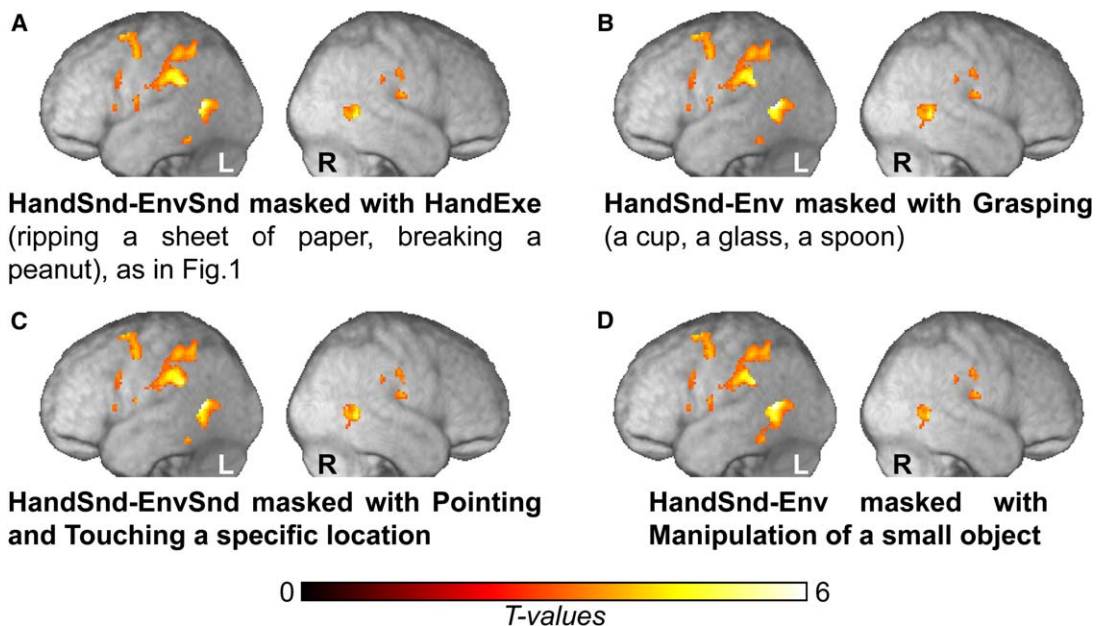 A
B
L
R
L
R
HandSnd-EnvSnd masked with HandExe
(ripping a sheet of paper, breaking a
peanut), as in Fig.1
HandSnd-Env masked with Grasping
(a cup, a glass, a spoon)
C
D
L
R
L
R
HandSnd-EnvSnd masked with Pointing
and Touching a specific location
HandSnd-Env masked with
Manipulation of a small object
0
6
T-values